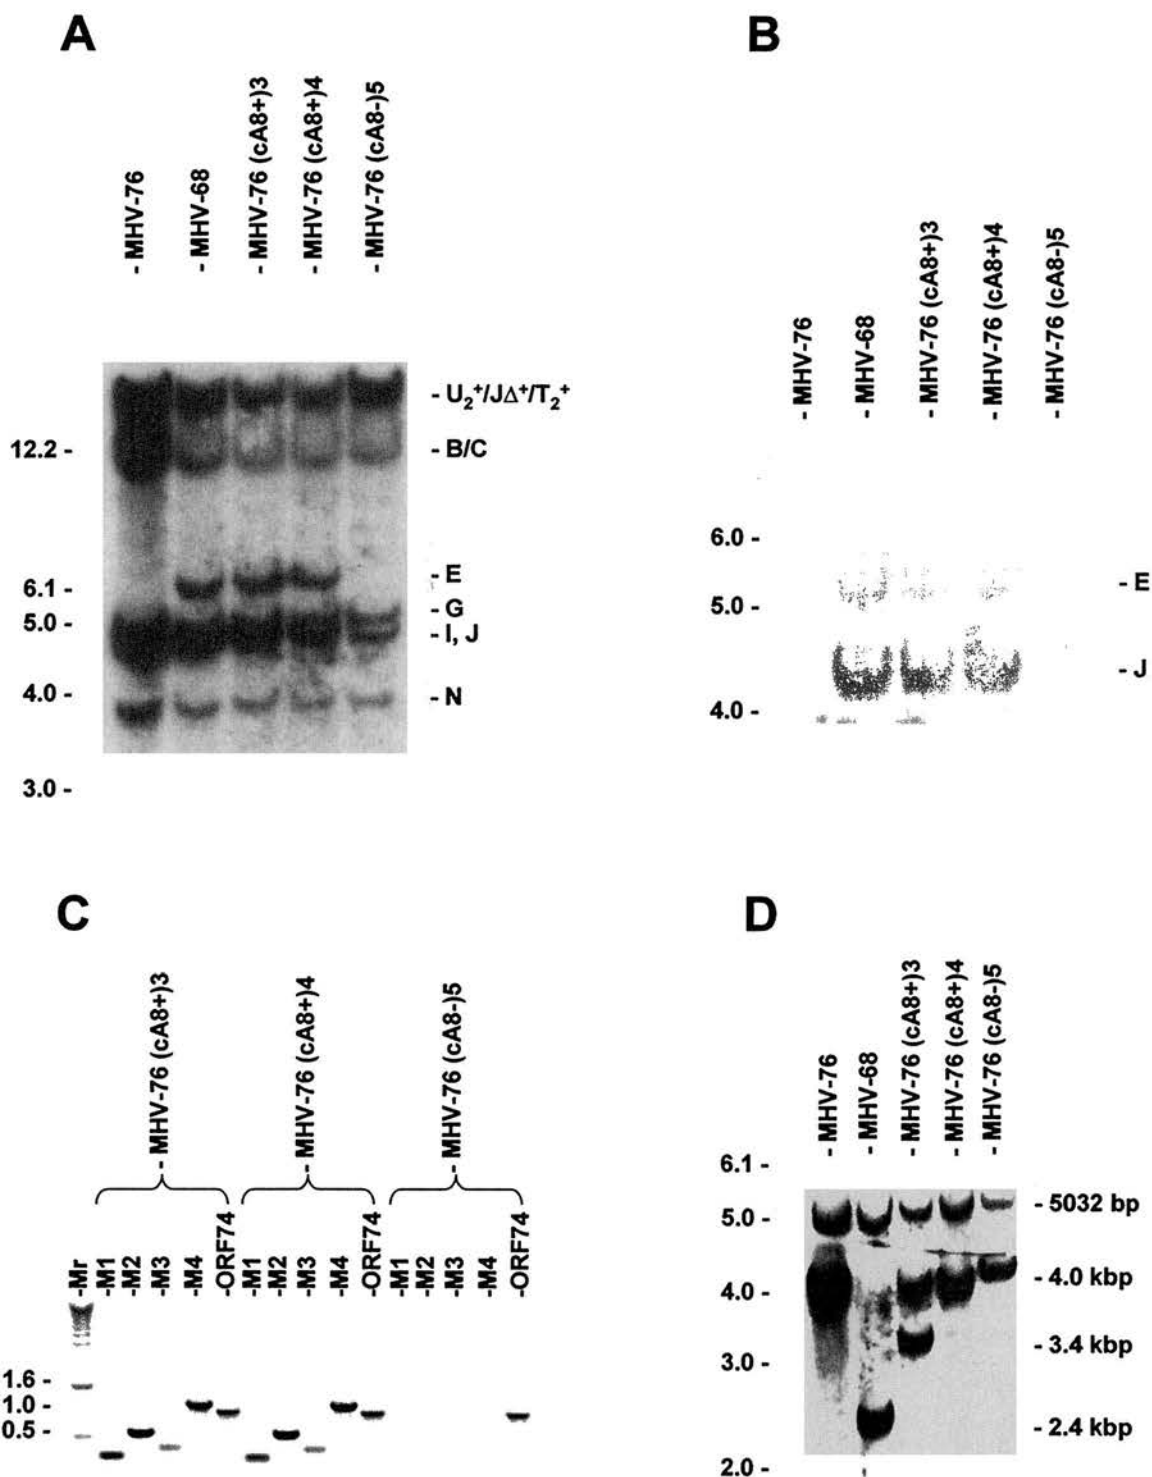 A
- MHV-76
- MHV-68
- MHV-76 (cA8+)3
- MHV-76 (cA8+)4
- MHV-76 (cA8-)5
12.2 -
6.1 -
5.0 -
4.0 -
3.0 -
- U₂⁺/JΔ⁺/T₂⁺
- B/C
- E
- G
- I, J
- N
B
- MHV-76
- MHV-68
- MHV-76 (cA8+)3
- MHV-76 (cA8+)4
- MHV-76 (cA8-)5
6.0 -
5.0 -
4.0 -
- E
- J
C
- MHV-76 (cA8+)3
- MHV-76 (cA8+)4
- MHV-76 (cA8-)5
-Mr
-M1
-M2
-M3
-M4
-ORF74
-M1
-M2
-M3
-M4
-ORF74
-M1
-M2
-M3
-M4
-ORF74
1.6 -
1.0 -
0.5 -
D
- MHV-76
- MHV-68
- MHV-76 (cA8+)3
- MHV-76 (cA8+)4
- MHV-76 (cA8-)5
6.1 -
5.0 -
4.0 -
3.0 -
2.0 -
- 5032 bp
- 4.0 kbp
- 3.4 kbp
- 2.4 kbp